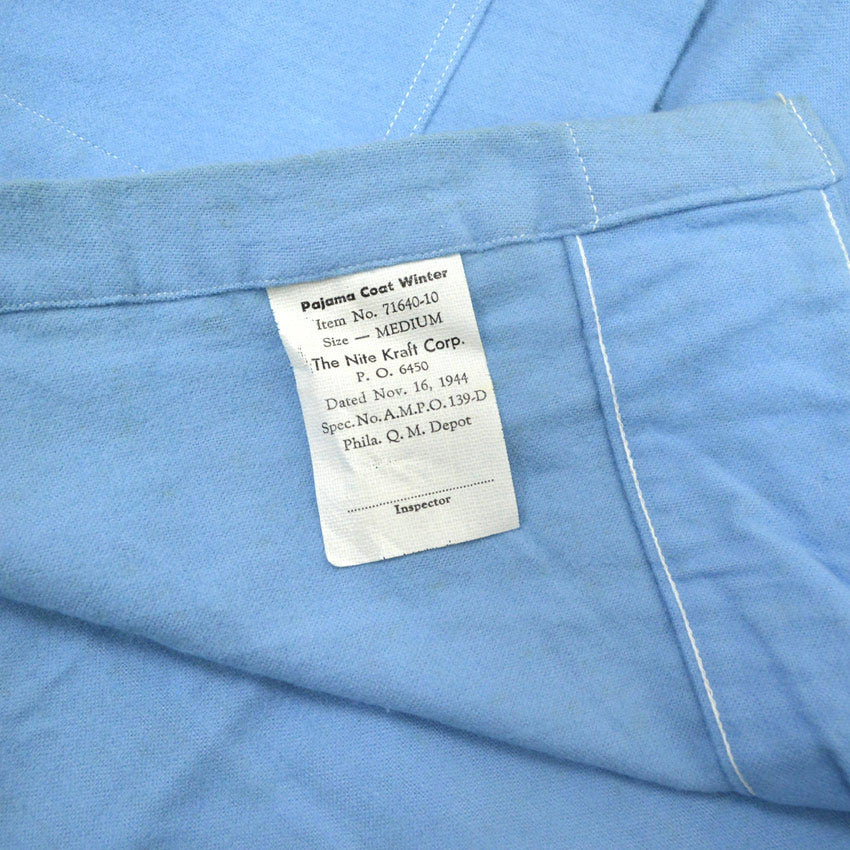 Pajama Coat Winter
Item No. 71640-10
Size — MEDIUM
The Nite Kraft Corp.
P. O. 6450
Dated Nov. 16, 1944
Spec. No. A.M.P.O. 139-D
Phila. Q. M. Depot
Inspector